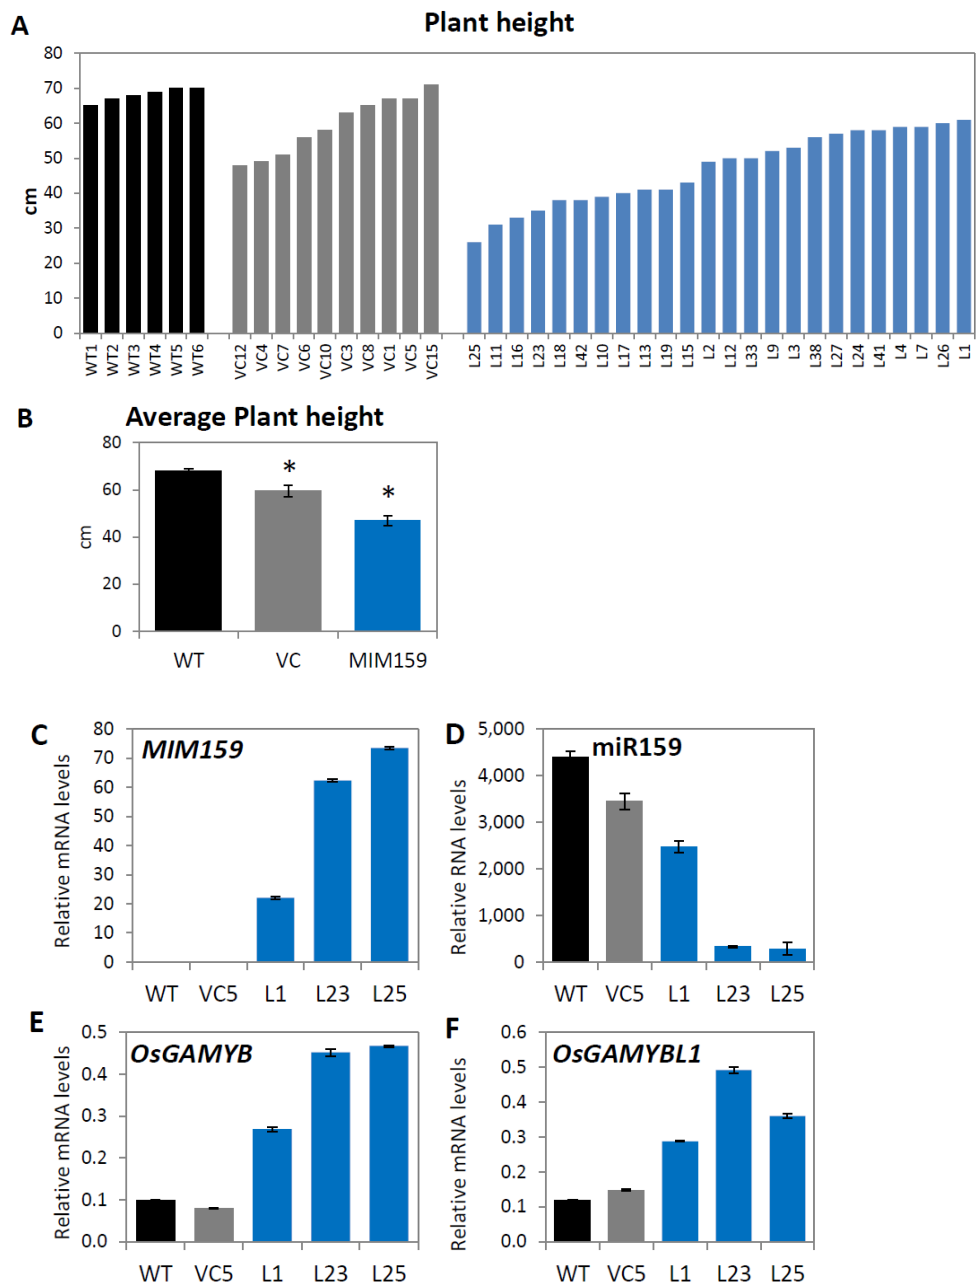 A
Plant height
cm
80
70
60
50
40
30
20
10
0
WT1 WT2 WT3 WT4 WT5 WT6 VC12 VC4 VC7 VC6 VC10 VC3 VC8 VC1 VC5 VC15 L25 L11 L16 L23 L18 L42 L10 L17 L13 L19 L15 L2 L12 L33 L9 L3 L38 L27 L24 L41 L4 L7 L26 L1
B
Average Plant height
cm
80
60
40
20
0
* *
WT VC MIM159
C
MIM159
Relative mRNA levels
80
70
60
50
40
30
20
10
0
WT VC5 L1 L23 L25
D
miR159
Relative RNA levels
5,000
4,000
3,000
2,000
1,000
0
WT VC5 L1 L23 L25
E
OsGAMYB
Relative mRNA levels
0.5
0.4
0.3
0.2
0.1
0.0
WT VC5 L1 L23 L25
F
OsGAMYBL1
Relative mRNA levels
0.6
0.5
0.4
0.3
0.2
0.1
0.0
WT VC5 L1 L23 L25